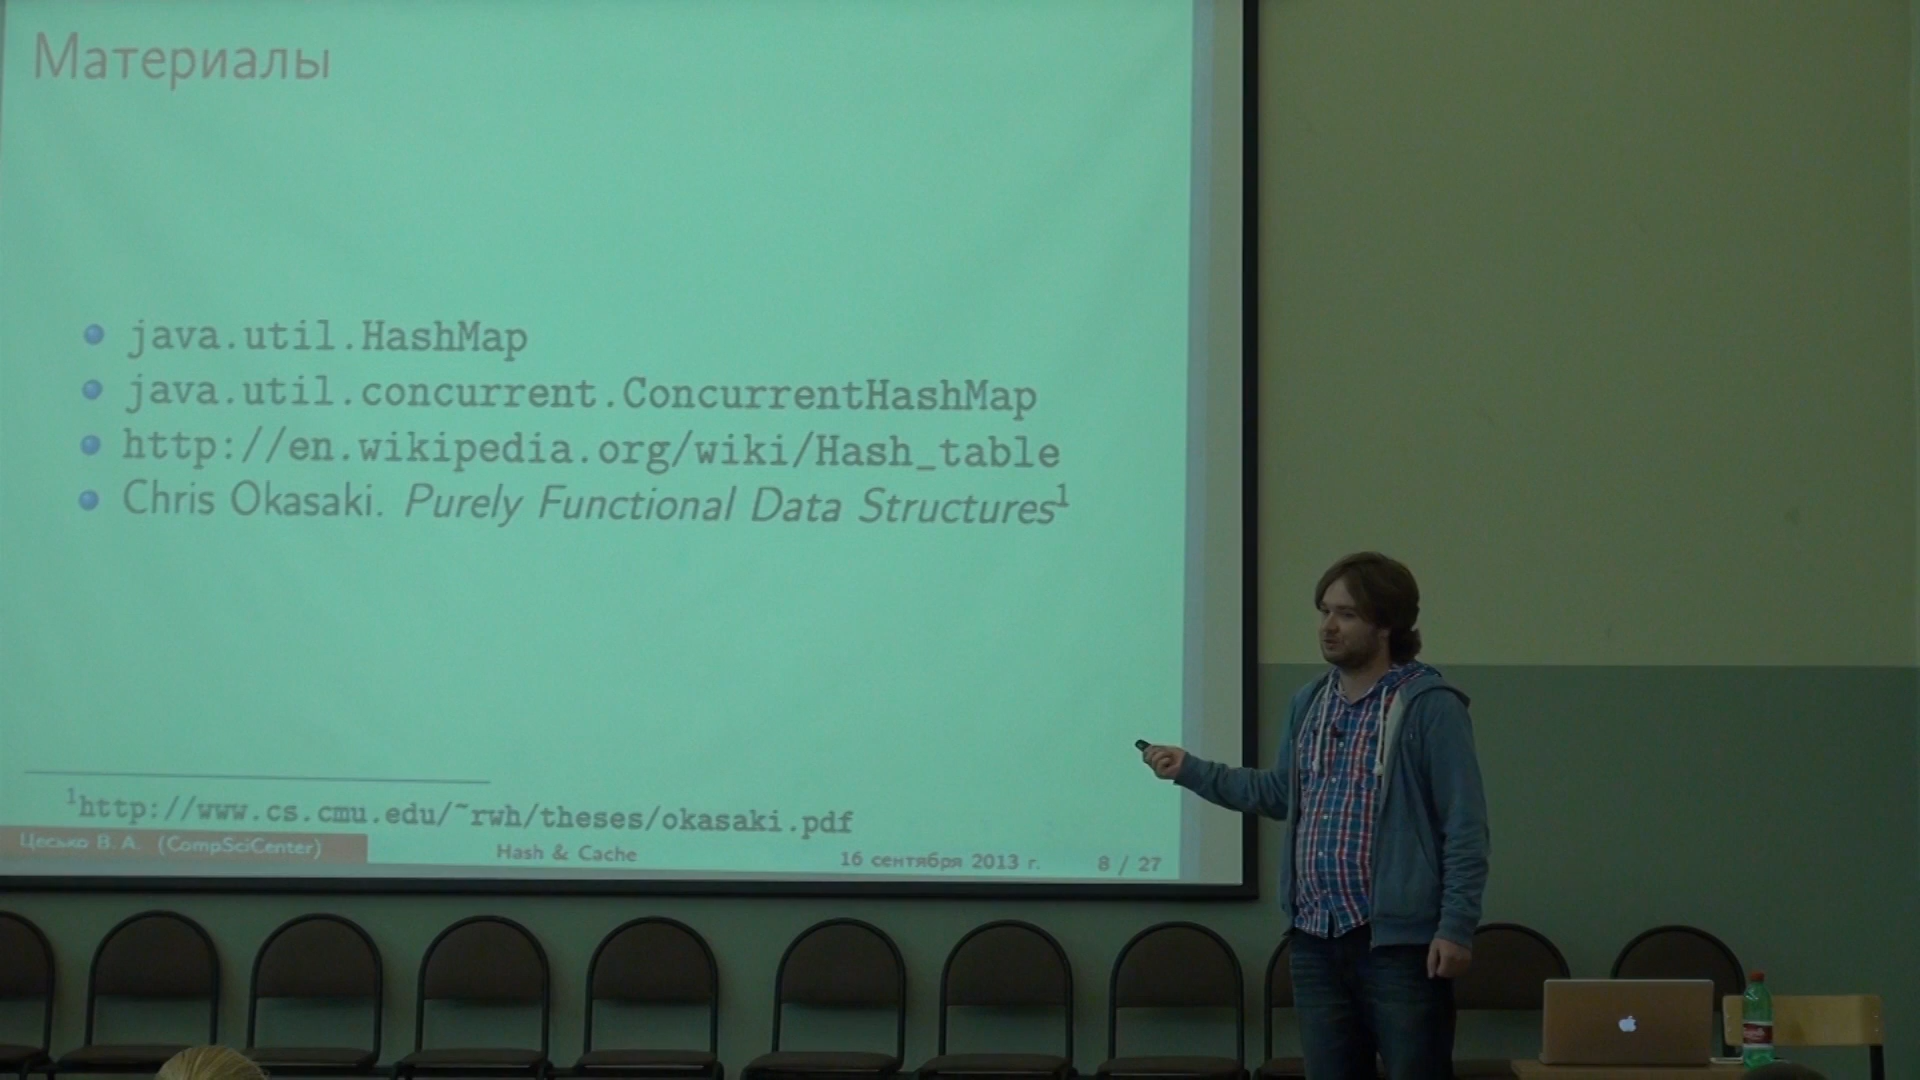 Материалы
java.util.HashMap
java.util.concurrent.ConcurrentHashMap
http://en.wikipedia.org/wiki/Hash_table
Chris Okasaki. Purely Functional Data Structures¹
¹http://www.cs.cmu.edu/~rwh/theses/okasaki.pdf
Цесько В. А. (CompSciCenter) Hash & Cache 16 сентября 2013 г. 8 / 27